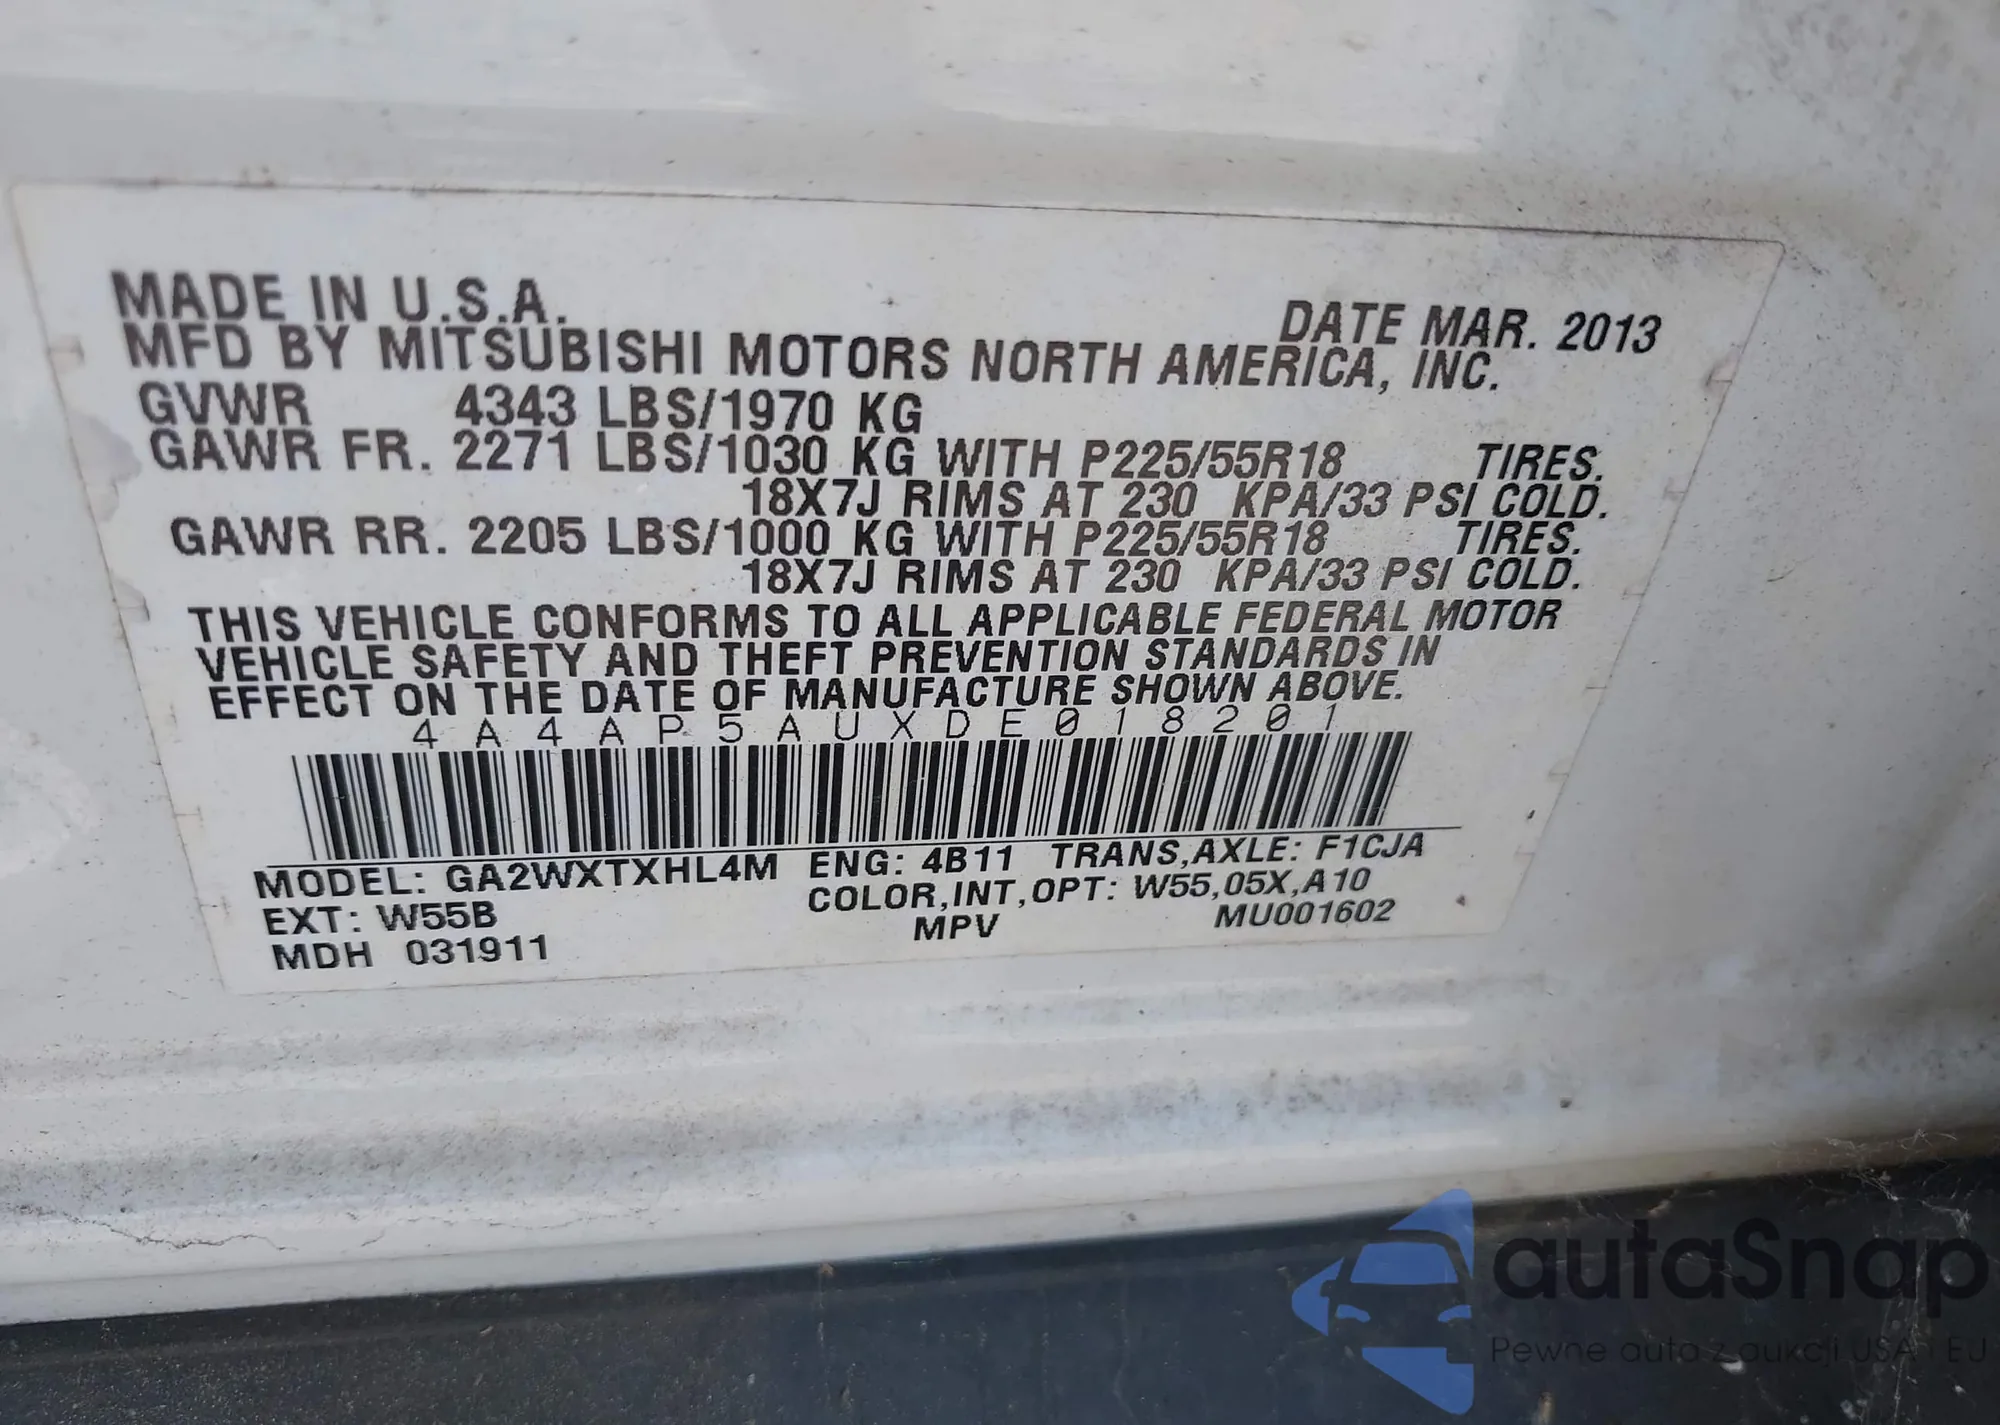 MADE IN U.S.A.
DATE MAR. 2013
MFD BY MITSUBISHI MOTORS NORTH AMERICA, INC.
GVWR 4343 LBS/1970 KG
GAWR FR. 2271 LBS/1030 KG WITH P225/55R18 TIRES.
18X7J RIMS AT 230 KPA/33 PSI COLD.
GAWR RR. 2205 LBS/1000 KG WITH P225/55R18 TIRES.
18X7J RIMS AT 230 KPA/33 PSI COLD.
THIS VEHICLE CONFORMS TO ALL APPLICABLE FEDERAL MOTOR
VEHICLE SAFETY AND THEFT PREVENTION STANDARDS IN
EFFECT ON THE DATE OF MANUFACTURE SHOWN ABOVE.
4A4AP5AUXDE018201
MODEL: GA2WXTXHL4M ENG: 4B11 TRANS,AXLE: F1CJA
EXT: W55B COLOR,INT,OPT: W55,05X,A10
MDH 031911 MPV MU001602
autaSnap
Pewne auta z aukcji USA i EU